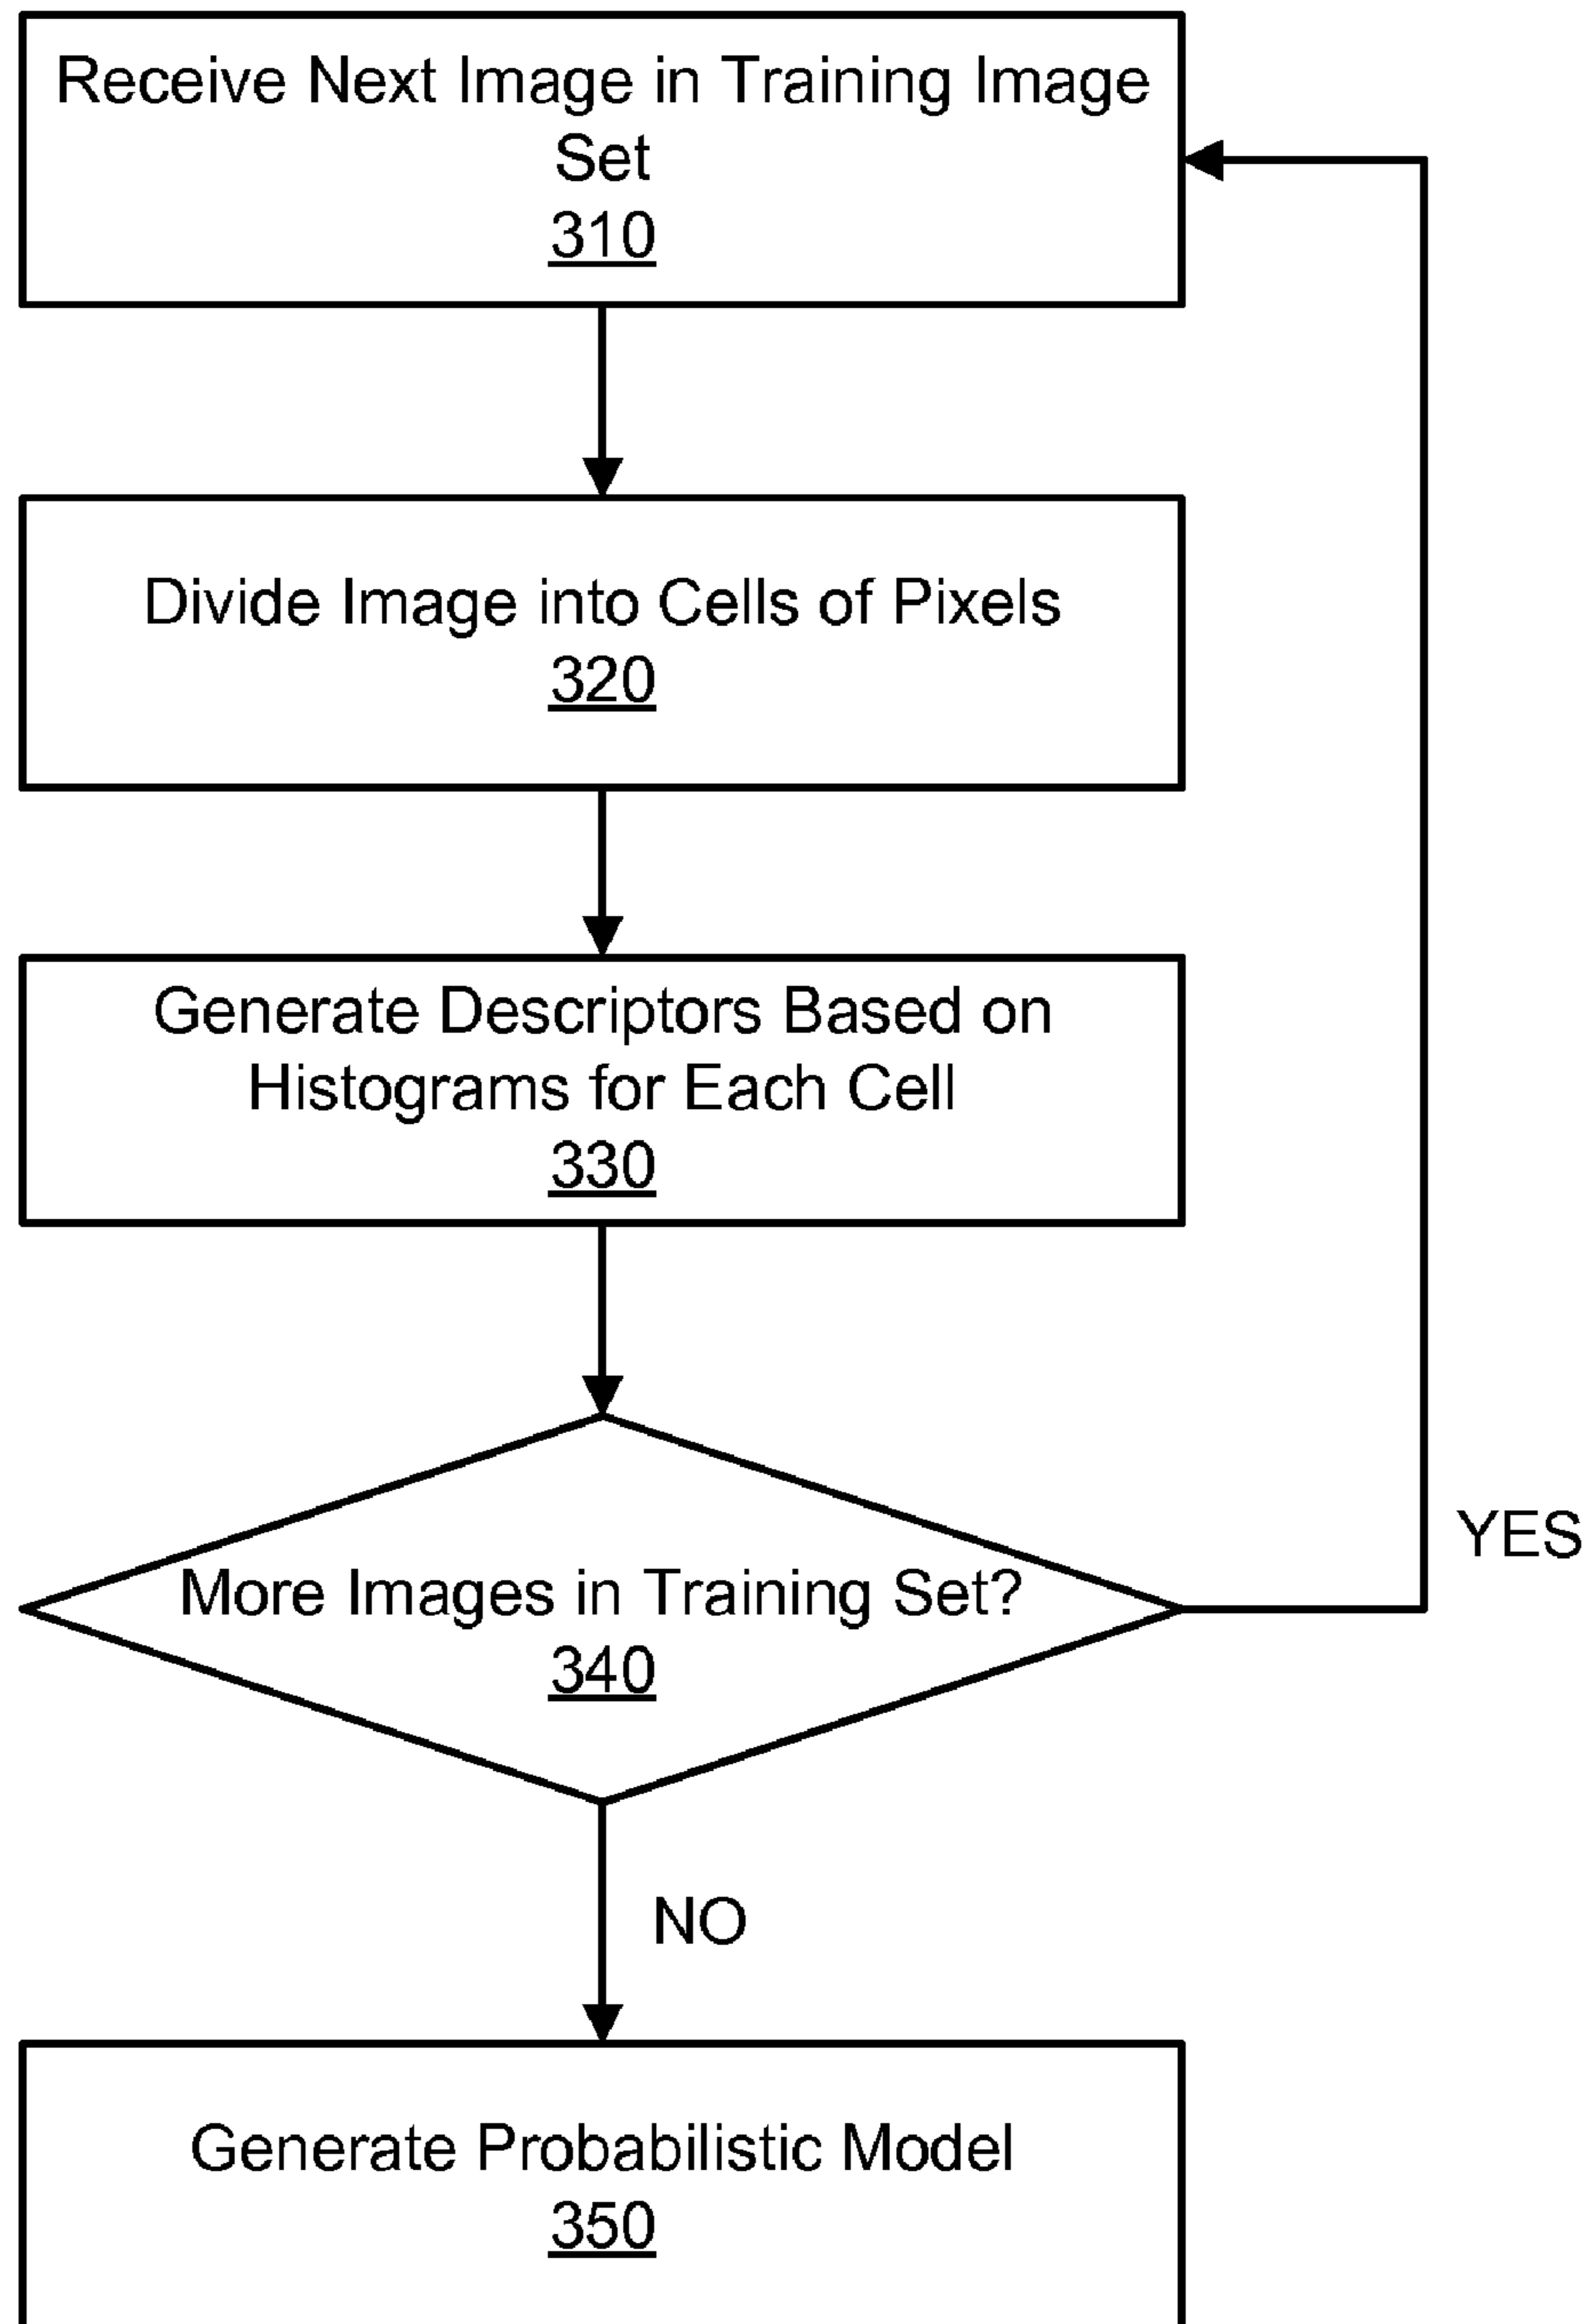 Receive Next Image in Training Image
Set
310
Divide Image into Cells of Pixels
320
Generate Descriptors Based on
Histograms for Each Cell
330
YES
More Images in Training Set?
340
NO
Generate Probabilistic Model
350